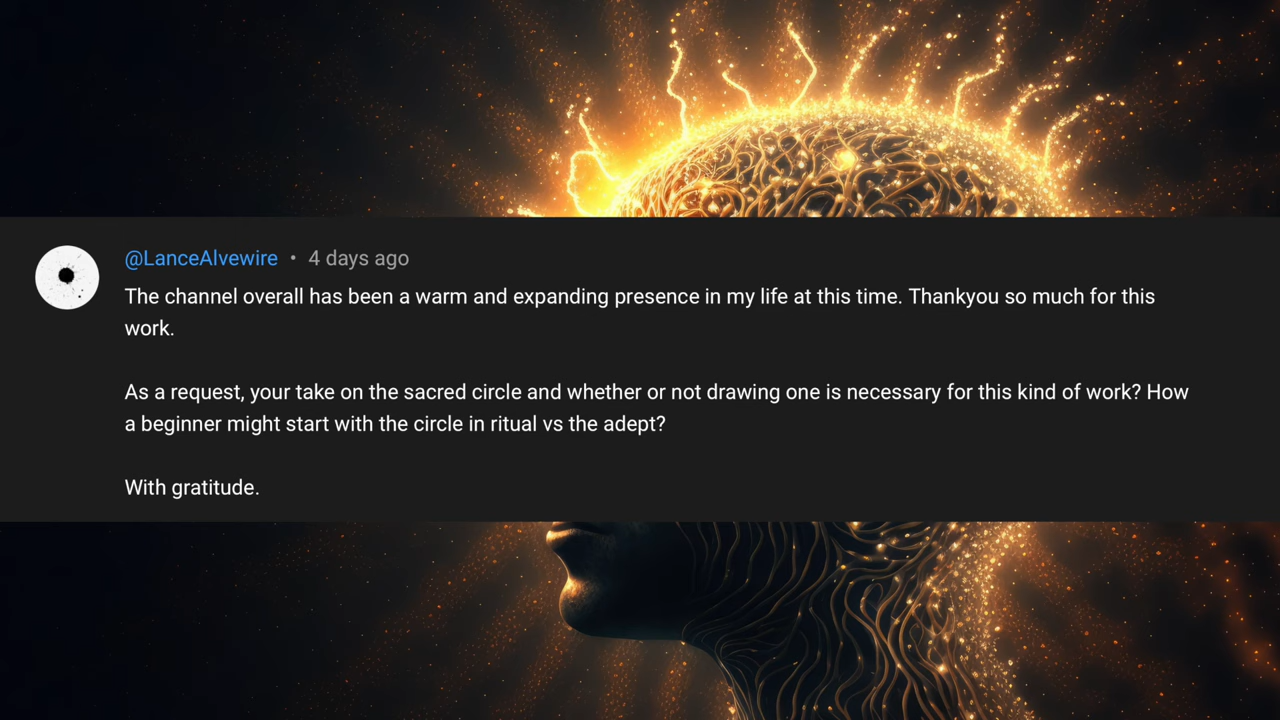 @LanceAlvewire • 4 days ago
The channel overall has been a warm and expanding presence in my life at this time. Thankyou so much for this
work.
As a request, your take on the sacred circle and whether or not drawing one is necessary for this kind of work? How
a beginner might start with the circle in ritual vs the adept?
With gratitude.